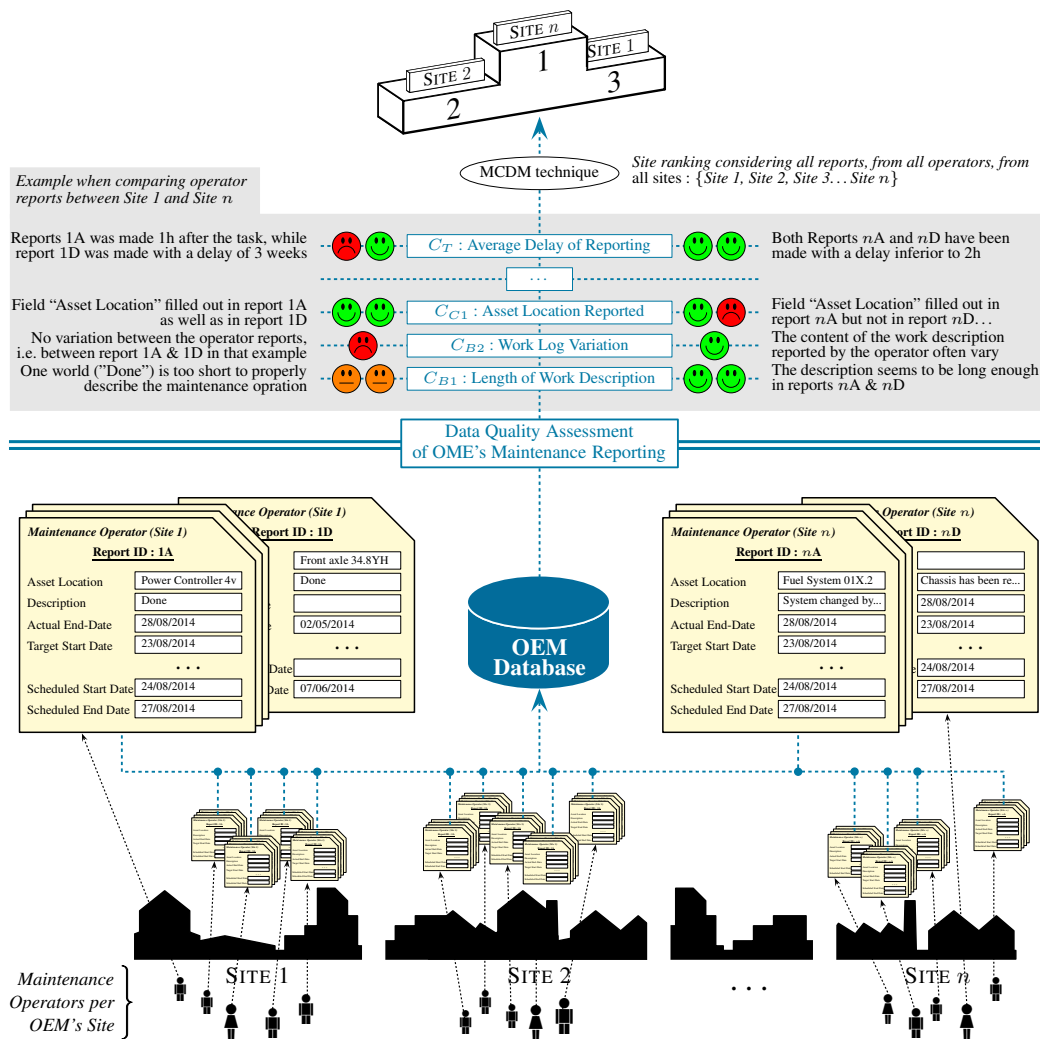 SITE n
SITE 1
SITE 2
1
2
3
MCDM technique
Site ranking considering all reports, from all operators, from
all sites : {Site 1, Site 2, Site 3... Site n}
Example when comparing operator
reports between Site 1 and Site n
Reports 1A was made 1h after the task, while
report 1D was made with a delay of 3 weeks
C_T : Average Delay of Reporting
Both Reports nA and nD have been
made with a delay inferior to 2h
...
Field “Asset Location” filled out in report 1A
as well as in report 1D
C_{C1} : Asset Location Reported
Field “Asset Location” filled out in
report nA but not in report nD...
No variation between the operator reports,
i.e. between report 1A & 1D in that example
C_{B2} : Work Log Variation
The content of the work description
reported by the operator often vary
One world ("Done") is too short to properly
describe the maintenance opration
C_{B1} : Length of Work Description
The description seems to be long enough
in reports nA & nD
Data Quality Assessment
of OME's Maintenance Reporting
Maintenance Operator (Site 1)
Report ID : 1A
Asset Location Power Controller 4v
Description Done
Actual End-Date 28/08/2014
Target Start Date 23/08/2014
...
Scheduled Start Date 24/08/2014
Scheduled End Date 27/08/2014
Operator (Site 1)
Report ID : 1D
Front axle 34.8YH
Done
02/05/2014
...
Date
Date 07/06/2014
OEM
Database
Maintenance Operator (Site n)
Report ID : nA
Asset Location Fuel System 01X.2
Description System changed by...
Actual End-Date 28/08/2014
Target Start Date 23/08/2014
...
Scheduled Start Date 24/08/2014
Scheduled End Date 27/08/2014
Operator (Site n)
ID : nD
Chassis has been re...
28/08/2014
23/08/2014
...
24/08/2014
27/08/2014
SITE 1
SITE 2
...
SITE n
Maintenance
Operators per
OEM's Site